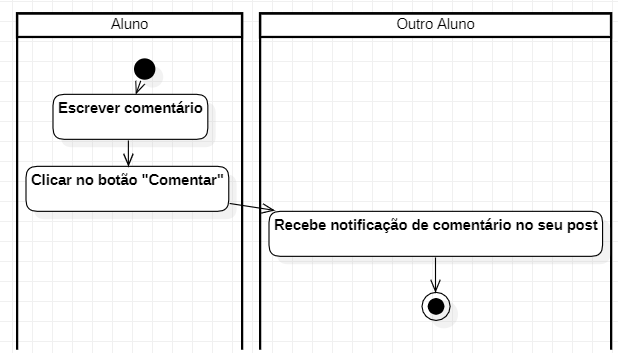 Aluno
Outro Aluno
Escrever comentário
Clicar no botão "Comentar"
Recebe notificação de comentário no seu post